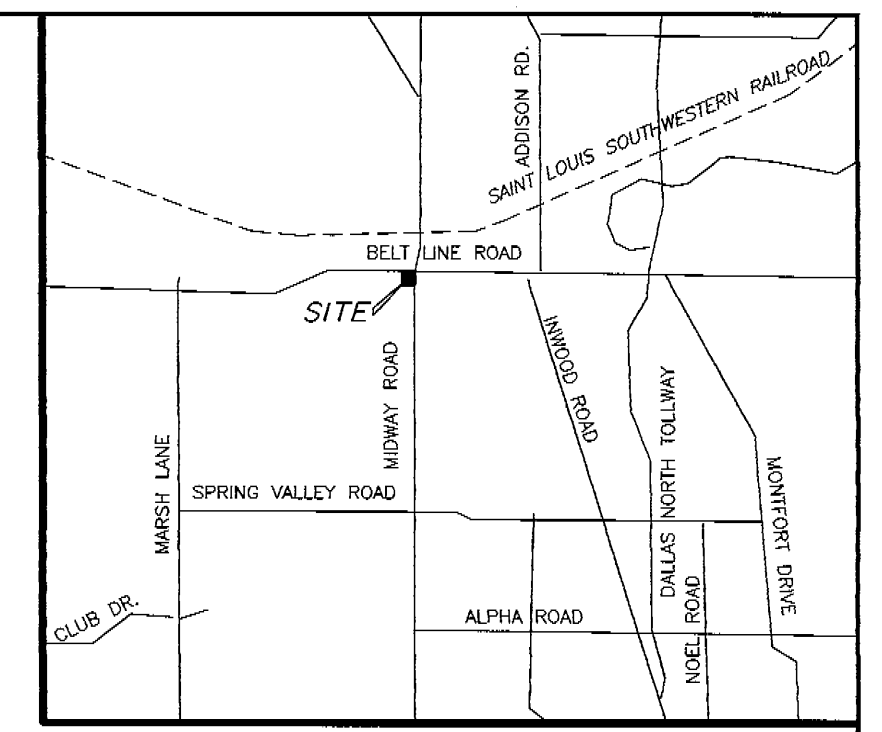 ADDISON RD.
SAINT LOUIS SOUTHWESTERN RAILROAD
BELT LINE ROAD
SITE
MIDWAY ROAD
INWOOD ROAD
DALLAS NORTH TOLLWAY
MARSH LANE
SPRING VALLEY ROAD
MONTFORT DRIVE
CLUB DR.
ALPHA ROAD
NOEL ROAD